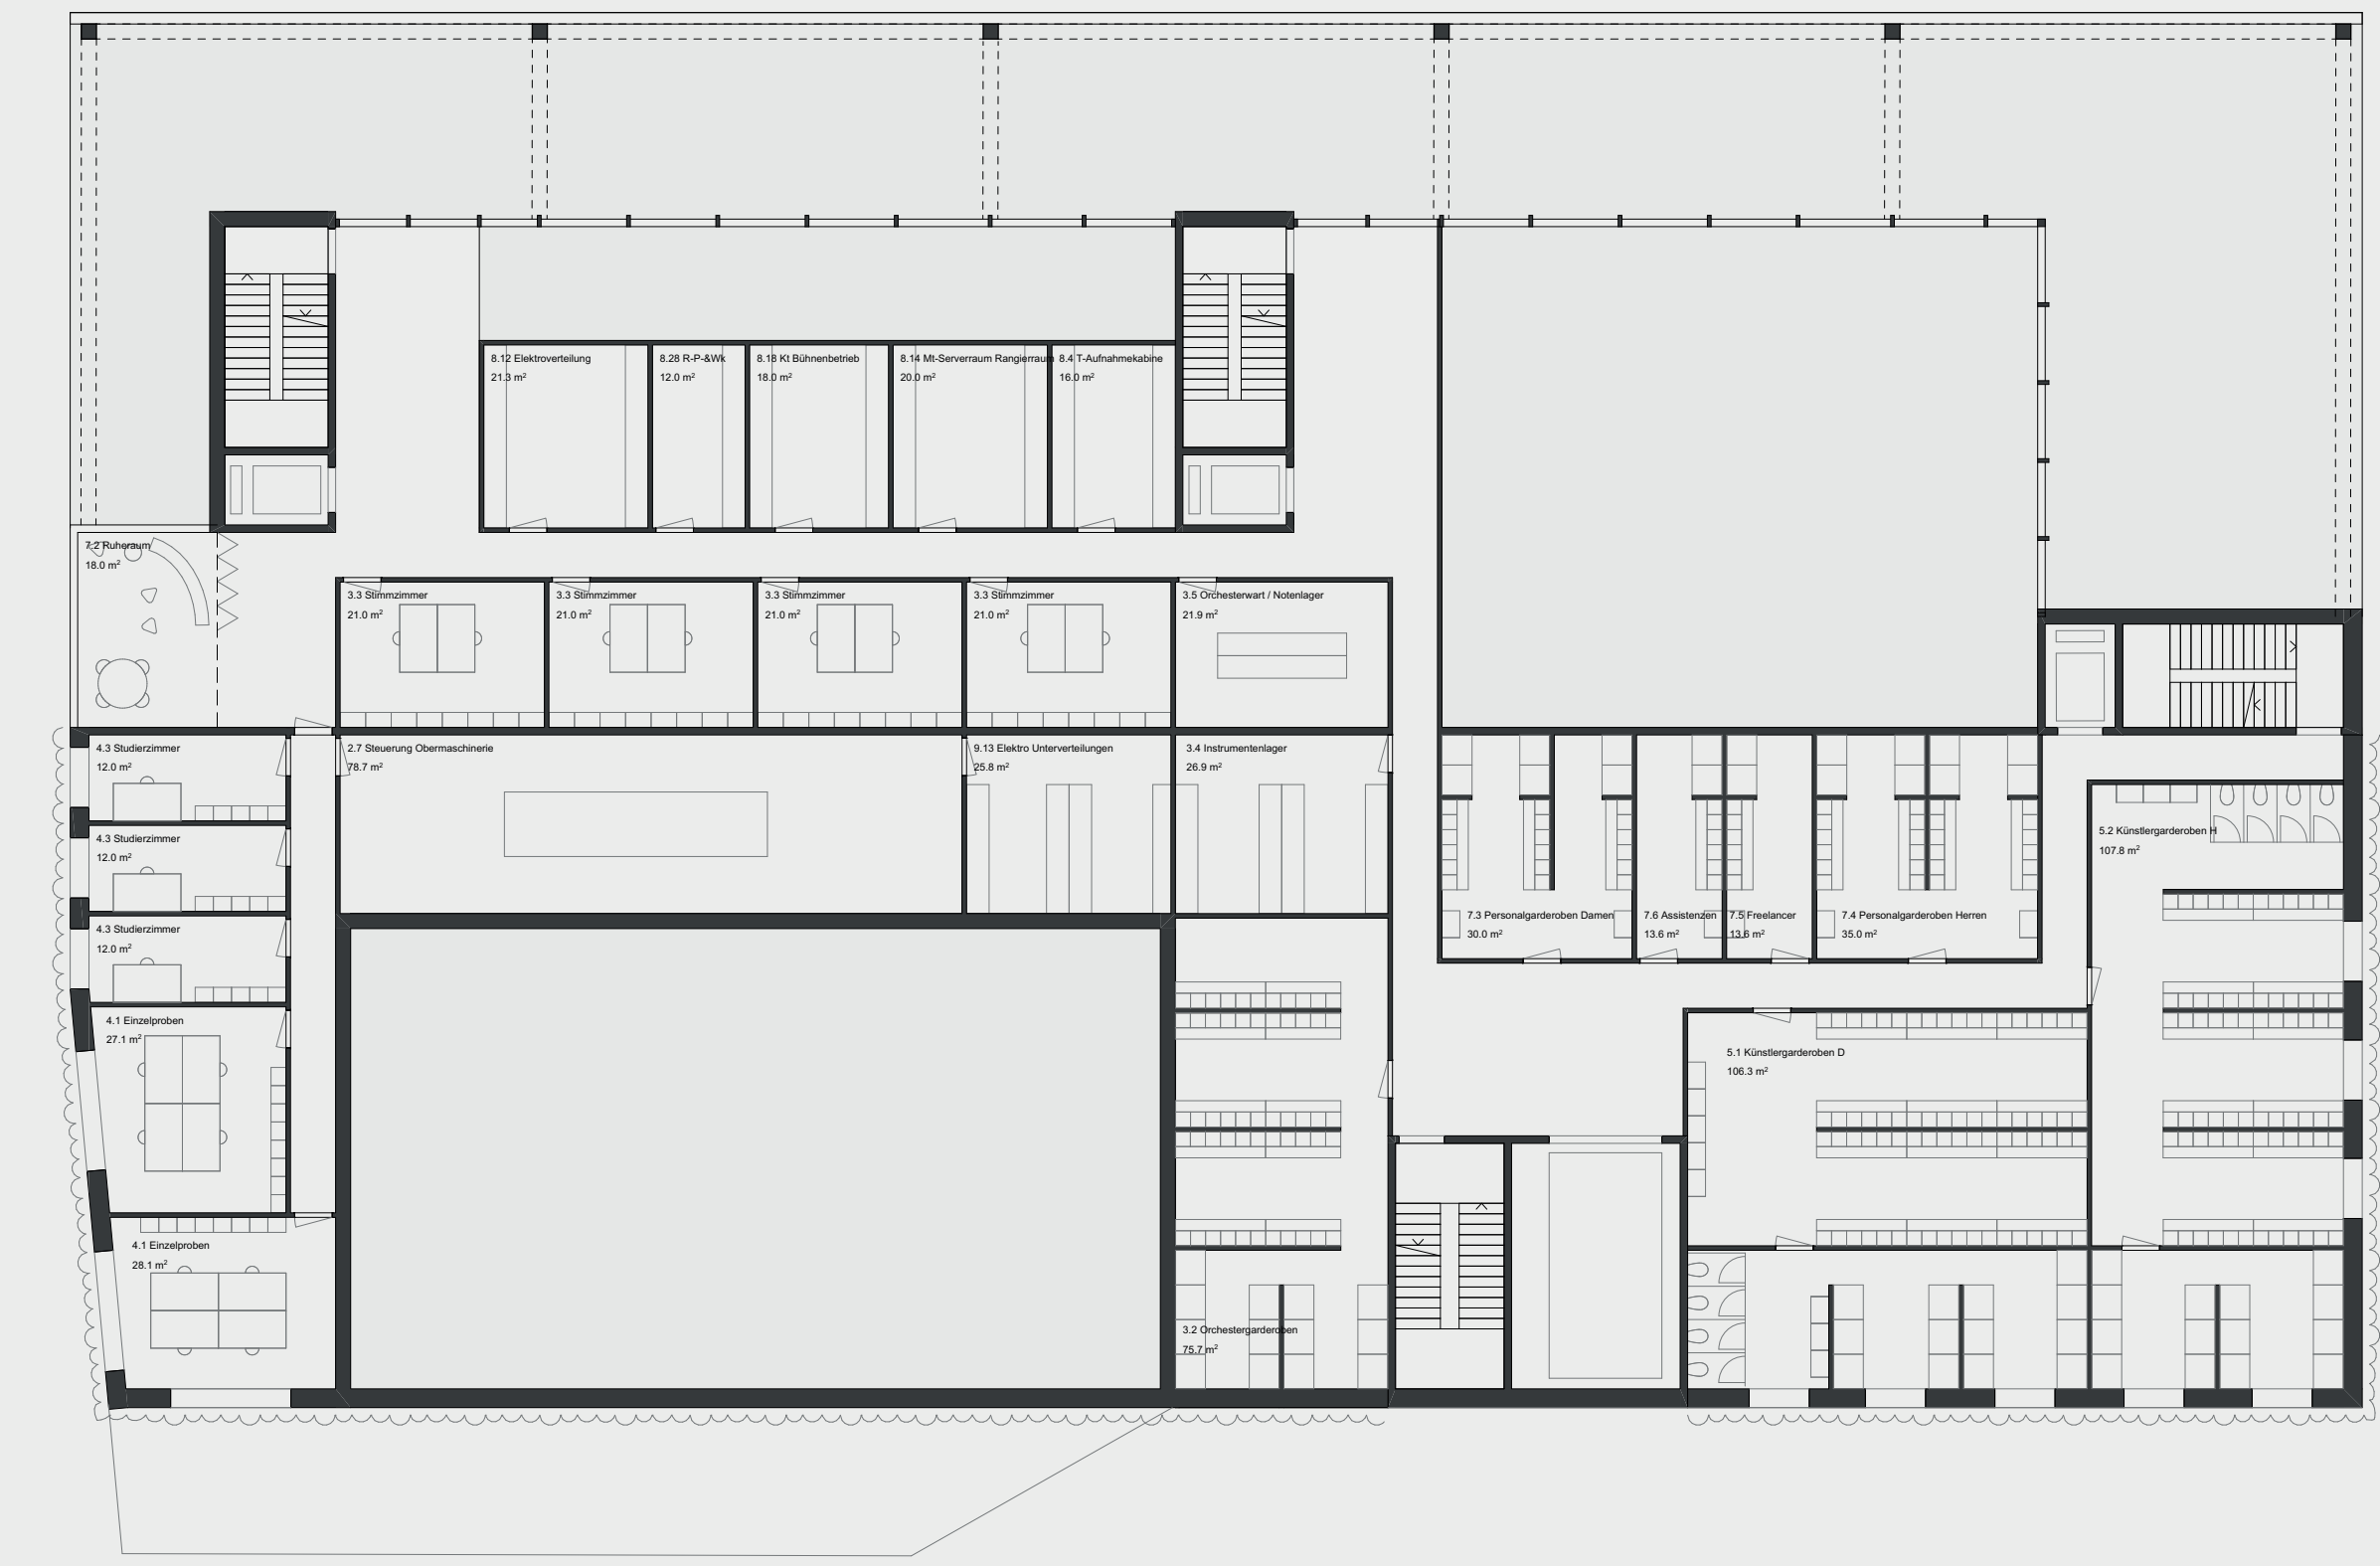 8.12 Elektroverteilung
21.3 m²
8.28 R-P-&Wk
12.0 m²
8.18 Kt Bühnenbetrieb
18.0 m²
8.14 Mt-Serverraum Rangierraum
20.0 m²
8.4 T-Aufnahmekabine
16.0 m²
7.2 Ruheraum
18.0 m²
3.3 Stimmzimmer
21.0 m²
3.3 Stimmzimmer
21.0 m²
3.3 Stimmzimmer
21.0 m²
3.3 Stimmzimmer
21.0 m²
3.5 Orchesterwart / Notenlager
21.9 m²
4.3 Studierzimmer
12.0 m²
2.7 Steuerung Obermaschinerie
78.7 m²
9.13 Elektro Unterverteilungen
25.8 m²
3.4 Instrumentenlager
26.9 m²
4.3 Studierzimmer
12.0 m²
4.3 Studierzimmer
12.0 m²
5.2 Künstlergarderoben H
107.8 m²
7.3 Personalgarderoben Damen
30.0 m²
7.6 Assistenzen
13.6 m²
7.5 Freelancer
13.6 m²
7.4 Personalgarderoben Herren
35.0 m²
4.1 Einzelproben
27.1 m²
5.1 Künstlergarderoben D
106.3 m²
4.1 Einzelproben
28.1 m²
3.2 Orchestergarderoben
75.7 m²